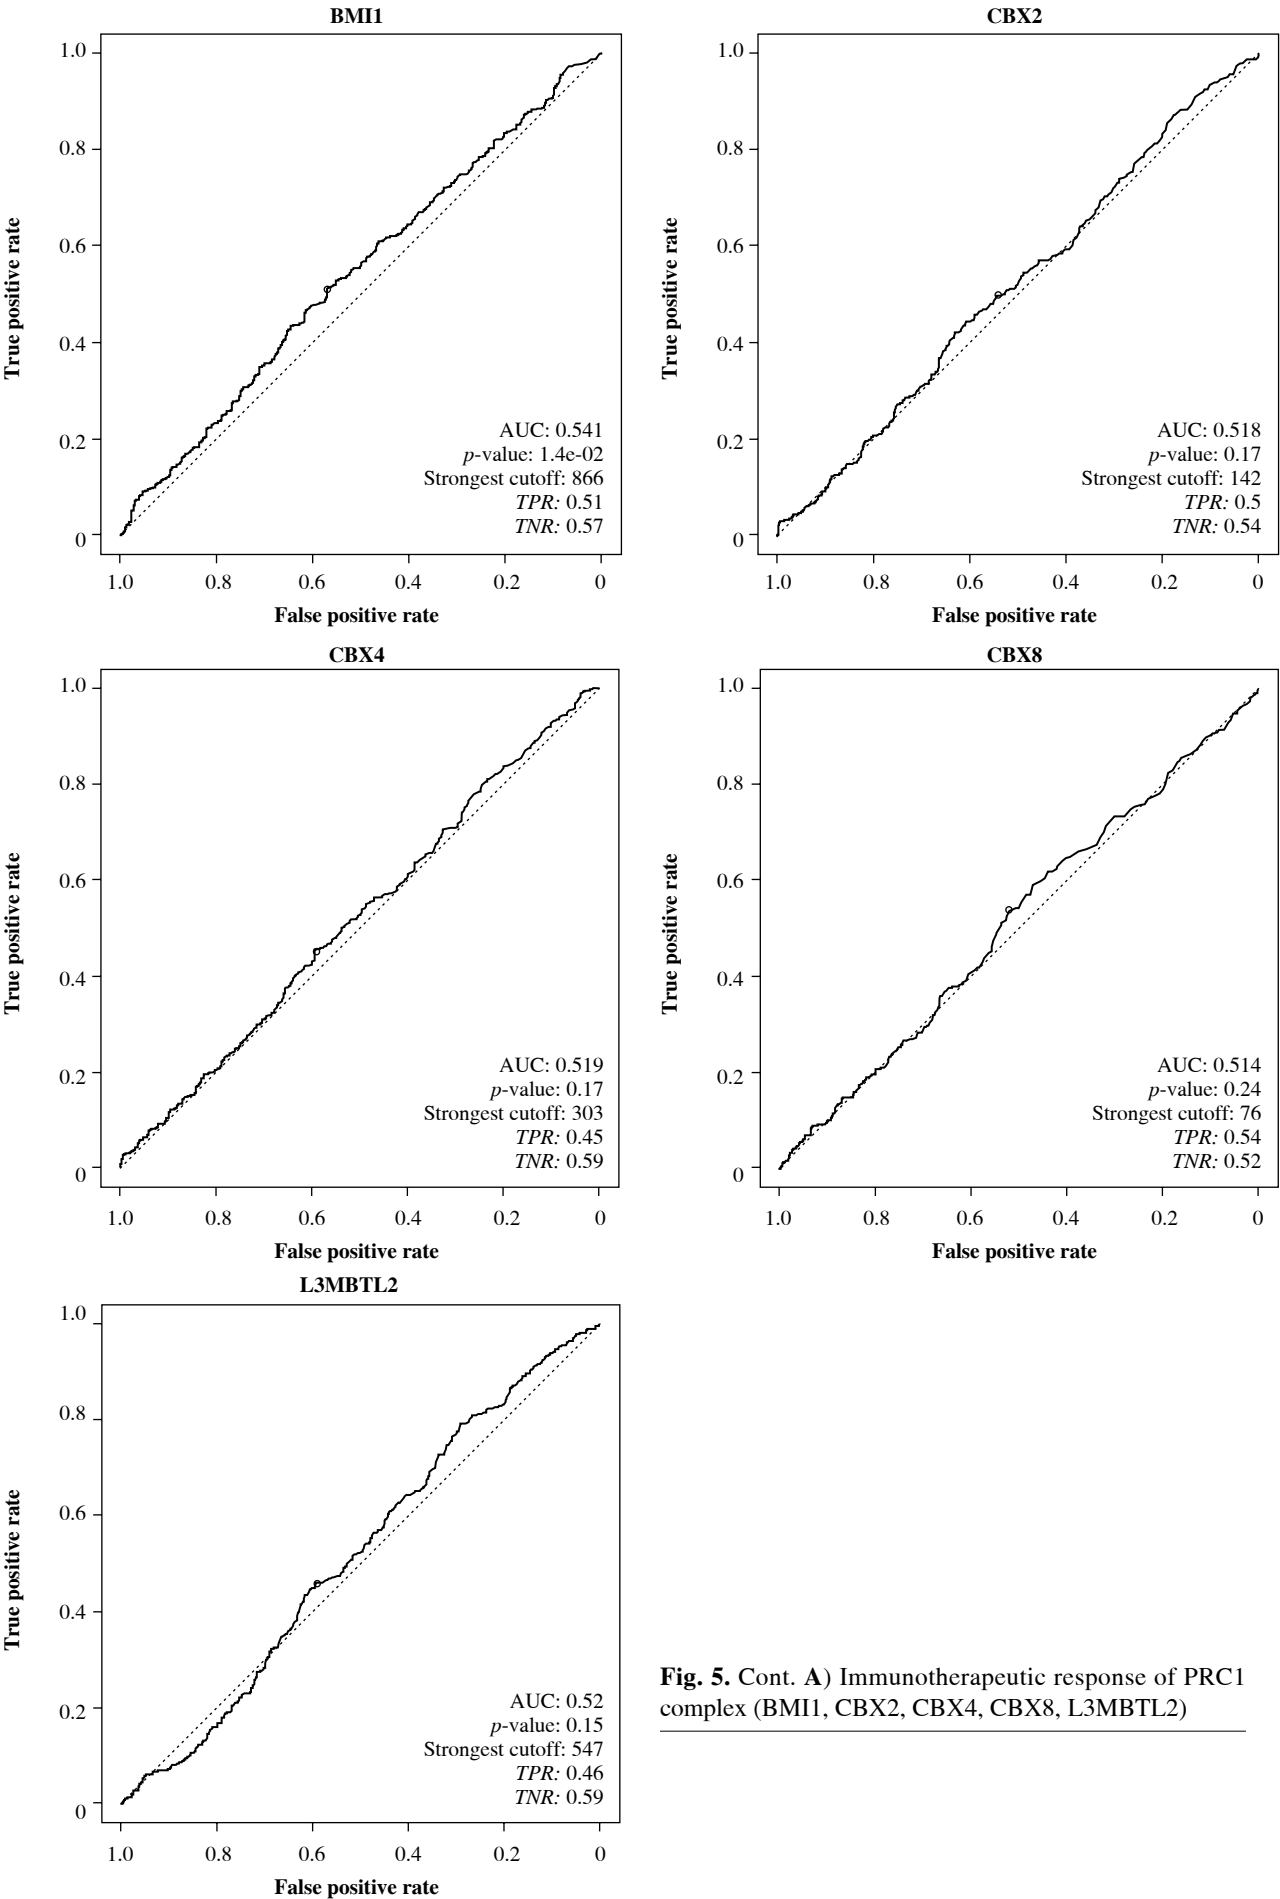 BMI1
1.0
0.8
0.6
0.4
0.2
0
True positive rate
AUC: 0.541
p-value: 1.4e-02
Strongest cutoff: 866
TPR: 0.51
TNR: 0.57
1.0 0.8 0.6 0.4 0.2 0
False positive rate
CBX2
1.0
0.8
0.6
0.4
0.2
0
True positive rate
AUC: 0.518
p-value: 0.17
Strongest cutoff: 142
TPR: 0.5
TNR: 0.54
1.0 0.8 0.6 0.4 0.2 0
False positive rate
CBX4
1.0
0.8
0.6
0.4
0.2
0
True positive rate
AUC: 0.519
p-value: 0.17
Strongest cutoff: 303
TPR: 0.45
TNR: 0.59
1.0 0.8 0.6 0.4 0.2 0
False positive rate
CBX8
1.0
0.8
0.6
0.4
0.2
0
True positive rate
AUC: 0.514
p-value: 0.24
Strongest cutoff: 76
TPR: 0.54
TNR: 0.52
1.0 0.8 0.6 0.4 0.2 0
False positive rate
L3MBTL2
1.0
0.8
0.6
0.4
0.2
0
True positive rate
AUC: 0.52
p-value: 0.15
Strongest cutoff: 547
TPR: 0.46
TNR: 0.59
1.0 0.8 0.6 0.4 0.2 0
False positive rate
Fig. 5. Cont. A) Immunotherapeutic response of PRC1
complex (BMI1, CBX2, CBX4, CBX8, L3MBTL2)